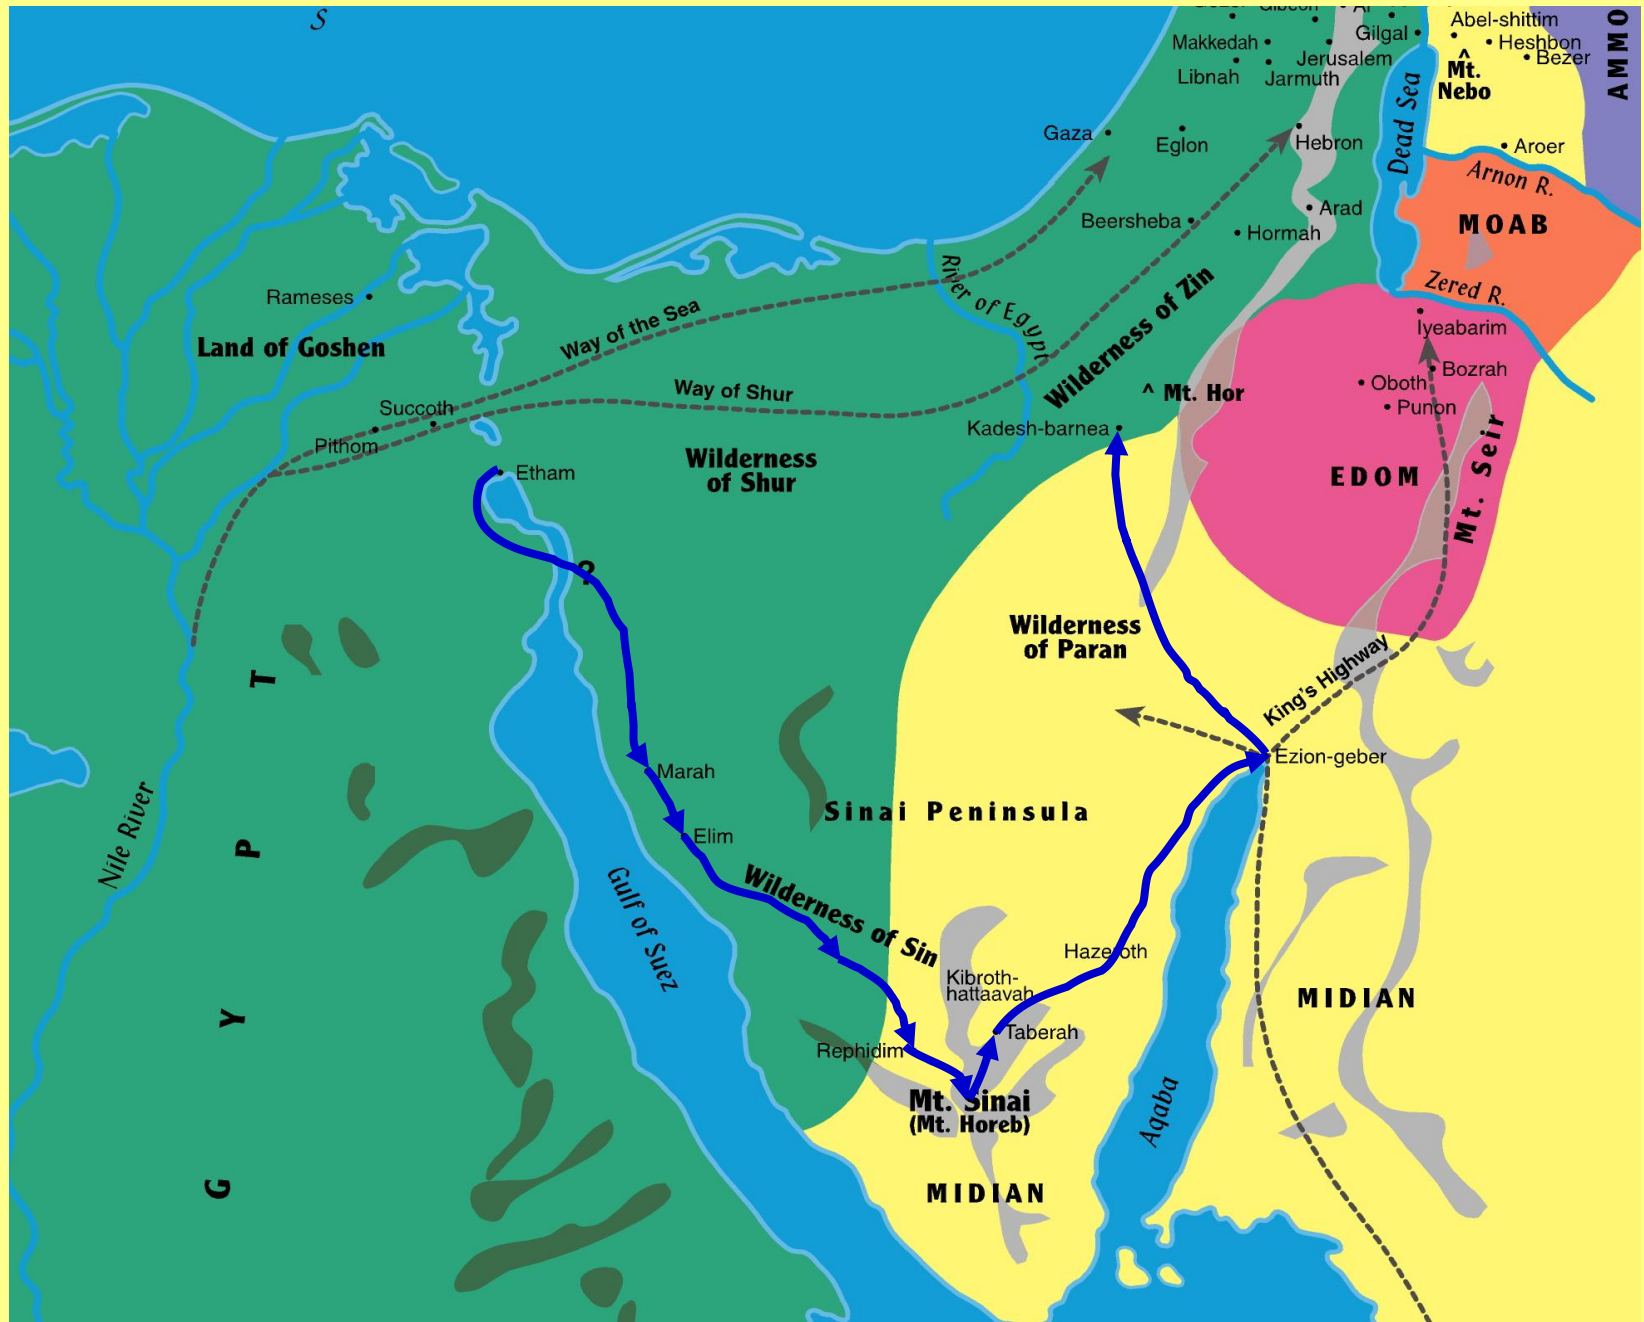 S
Gibeon
Abel-shittim
Gilgal
Makkedah
Heshbon
Jerusalem
Bezer
Libnah
Jarmuth
Mt.
Nebo
AMMO
Dead Sea
Gaza
Eglon
Hebron
Aroer
Arnon R.
Arad
Beersheba
Hormah
MOAB
River of Egypt
Wilderness of Zin
Zered R.
Rameses
Way of the Sea
Iyeabarim
Land of Goshen
Bozrah
Way of Shur
^ Mt. Hor
Oboth
Punon
Succoth
Pithom
Kadesh-barnea
Wilderness
of Shur
Etham
EDOM
Mt. Seir
?
Wilderness
of Paran
King's Highway
Ezion-geber
Marah
Sinai Peninsula
Elim
Nile River
Wilderness of Sin
Gulf of Suez
Hazeroth
Kibroth-
hattaavah
MIDIAN
Taberah
Rephidim
Mt. Sinai
(Mt. Horeb)
Aqaba
MIDIAN
G Y P T